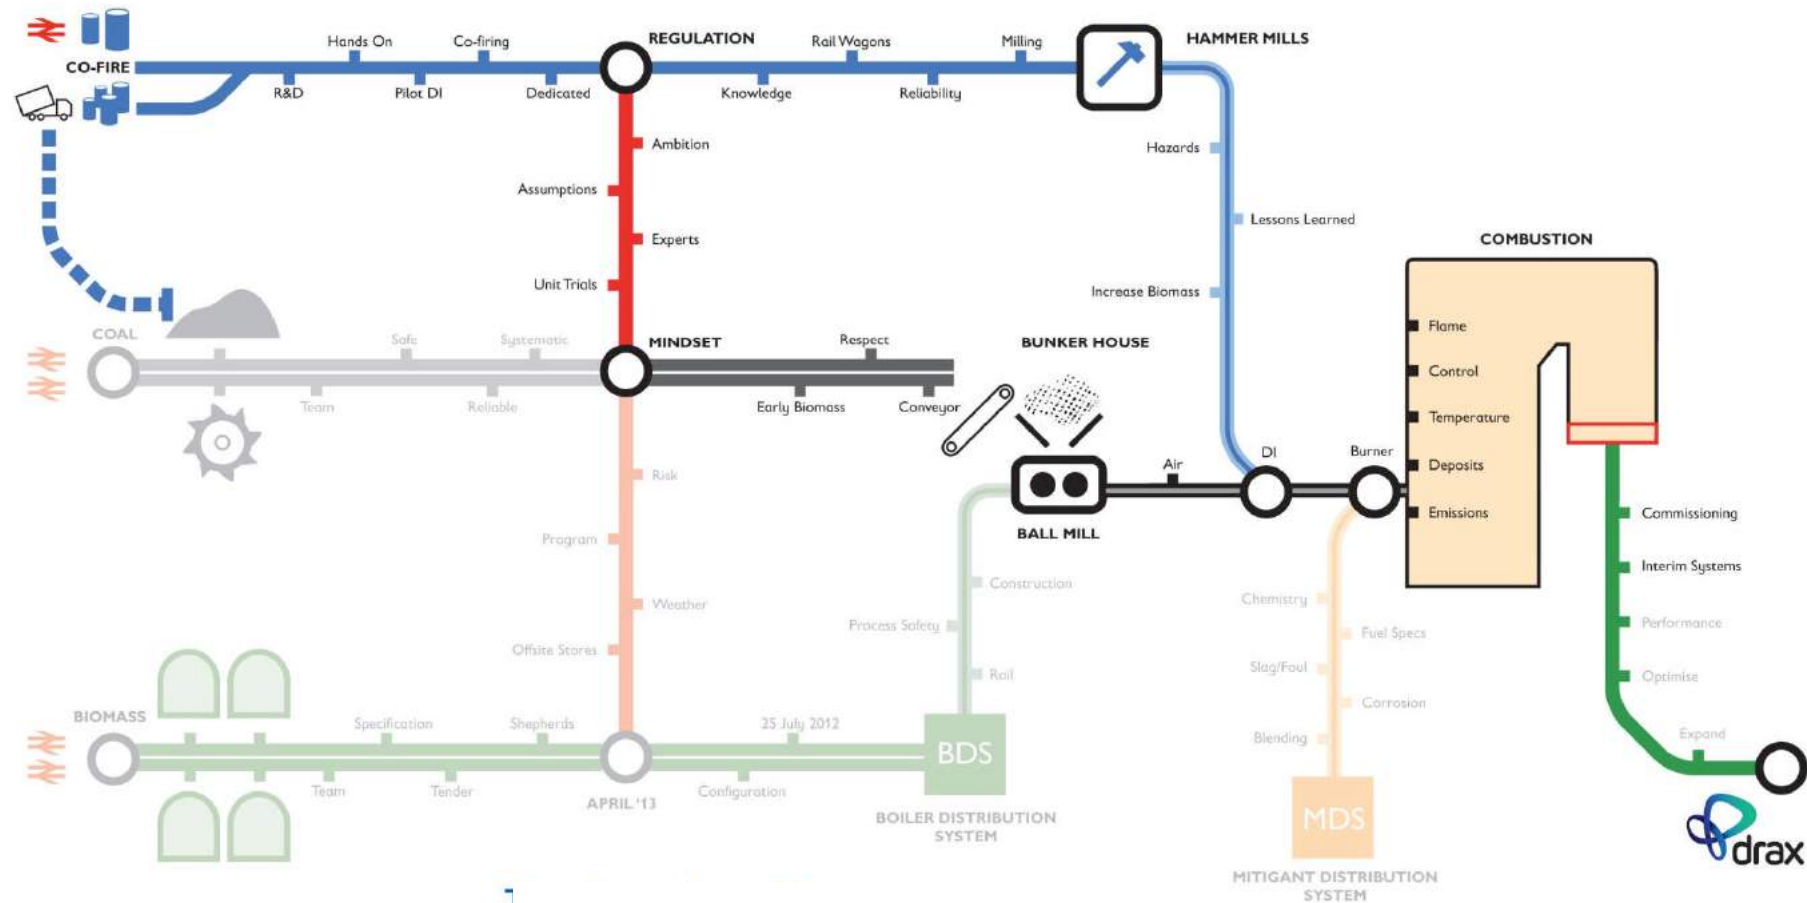 CO-FIRE
Hands On
Co-firing
R&D
Pilot DI
Dedicated
REGULATION
Rail Wagons
Milling
Knowledge
Reliability
HAMMER MILLS
Ambition
Assumptions
Experts
Unit Trials
Hazards
Lessons Learned
Increase Biomass
COMBUSTION
Flame
Control
Temperature
Deposits
Emissions
COAL
Safe
Systematic
Team
Reliable
MINDSET
Respect
Early Biomass
Conveyor
BUNKER HOUSE
BALL MILL
Air
DI
Burner
Risk
Program
Weather
Offsite Stores
Construction
Process Safety
Rail
Chemistry
Fuel Specs
Slag/Foul
Corrosion
Blending
Commissioning
Interim Systems
Performance
Optimise
Expand
BIOMASS
Specification
Shepherds
Team
Tender
APRIL '13
25 July 2012
Configuration
BDS
BOILER DISTRIBUTION
SYSTEM
MDS
MITIGANT DISTRIBUTION
SYSTEM
drax